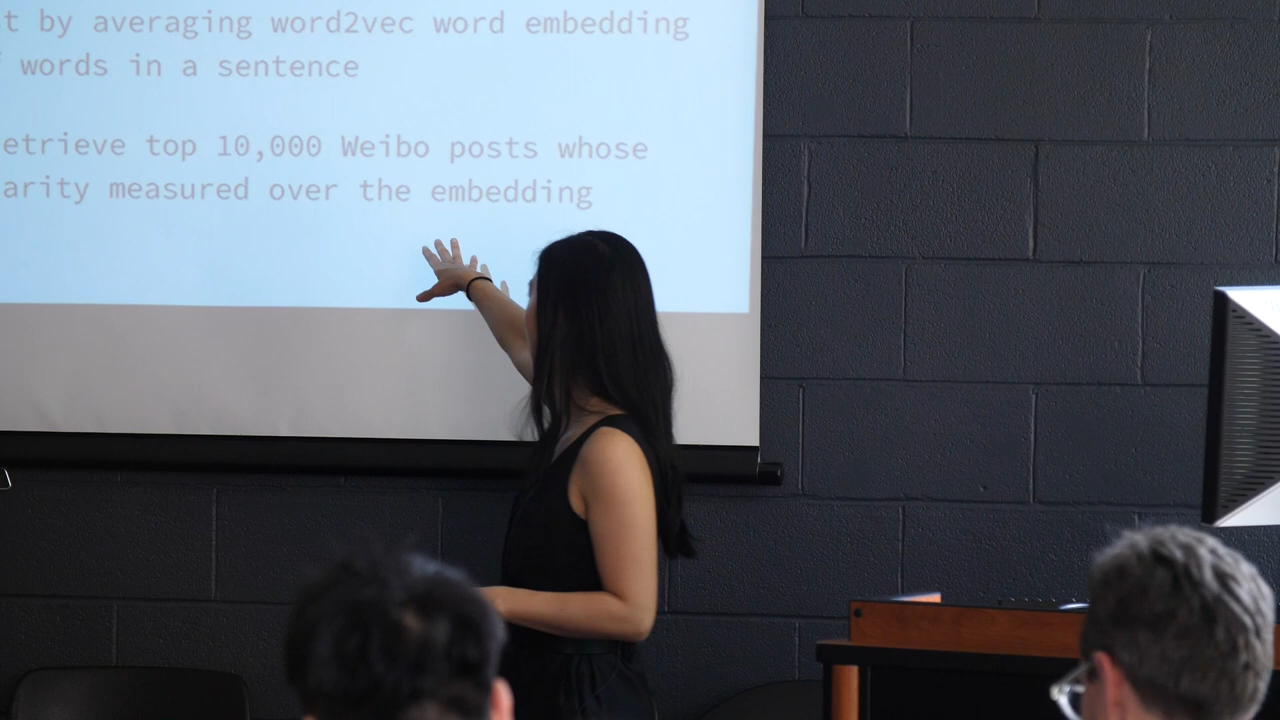 t by averaging word2vec word embedding
words in a sentence
etrieve top 10,000 Weibo posts whose
arity measured over the embedding